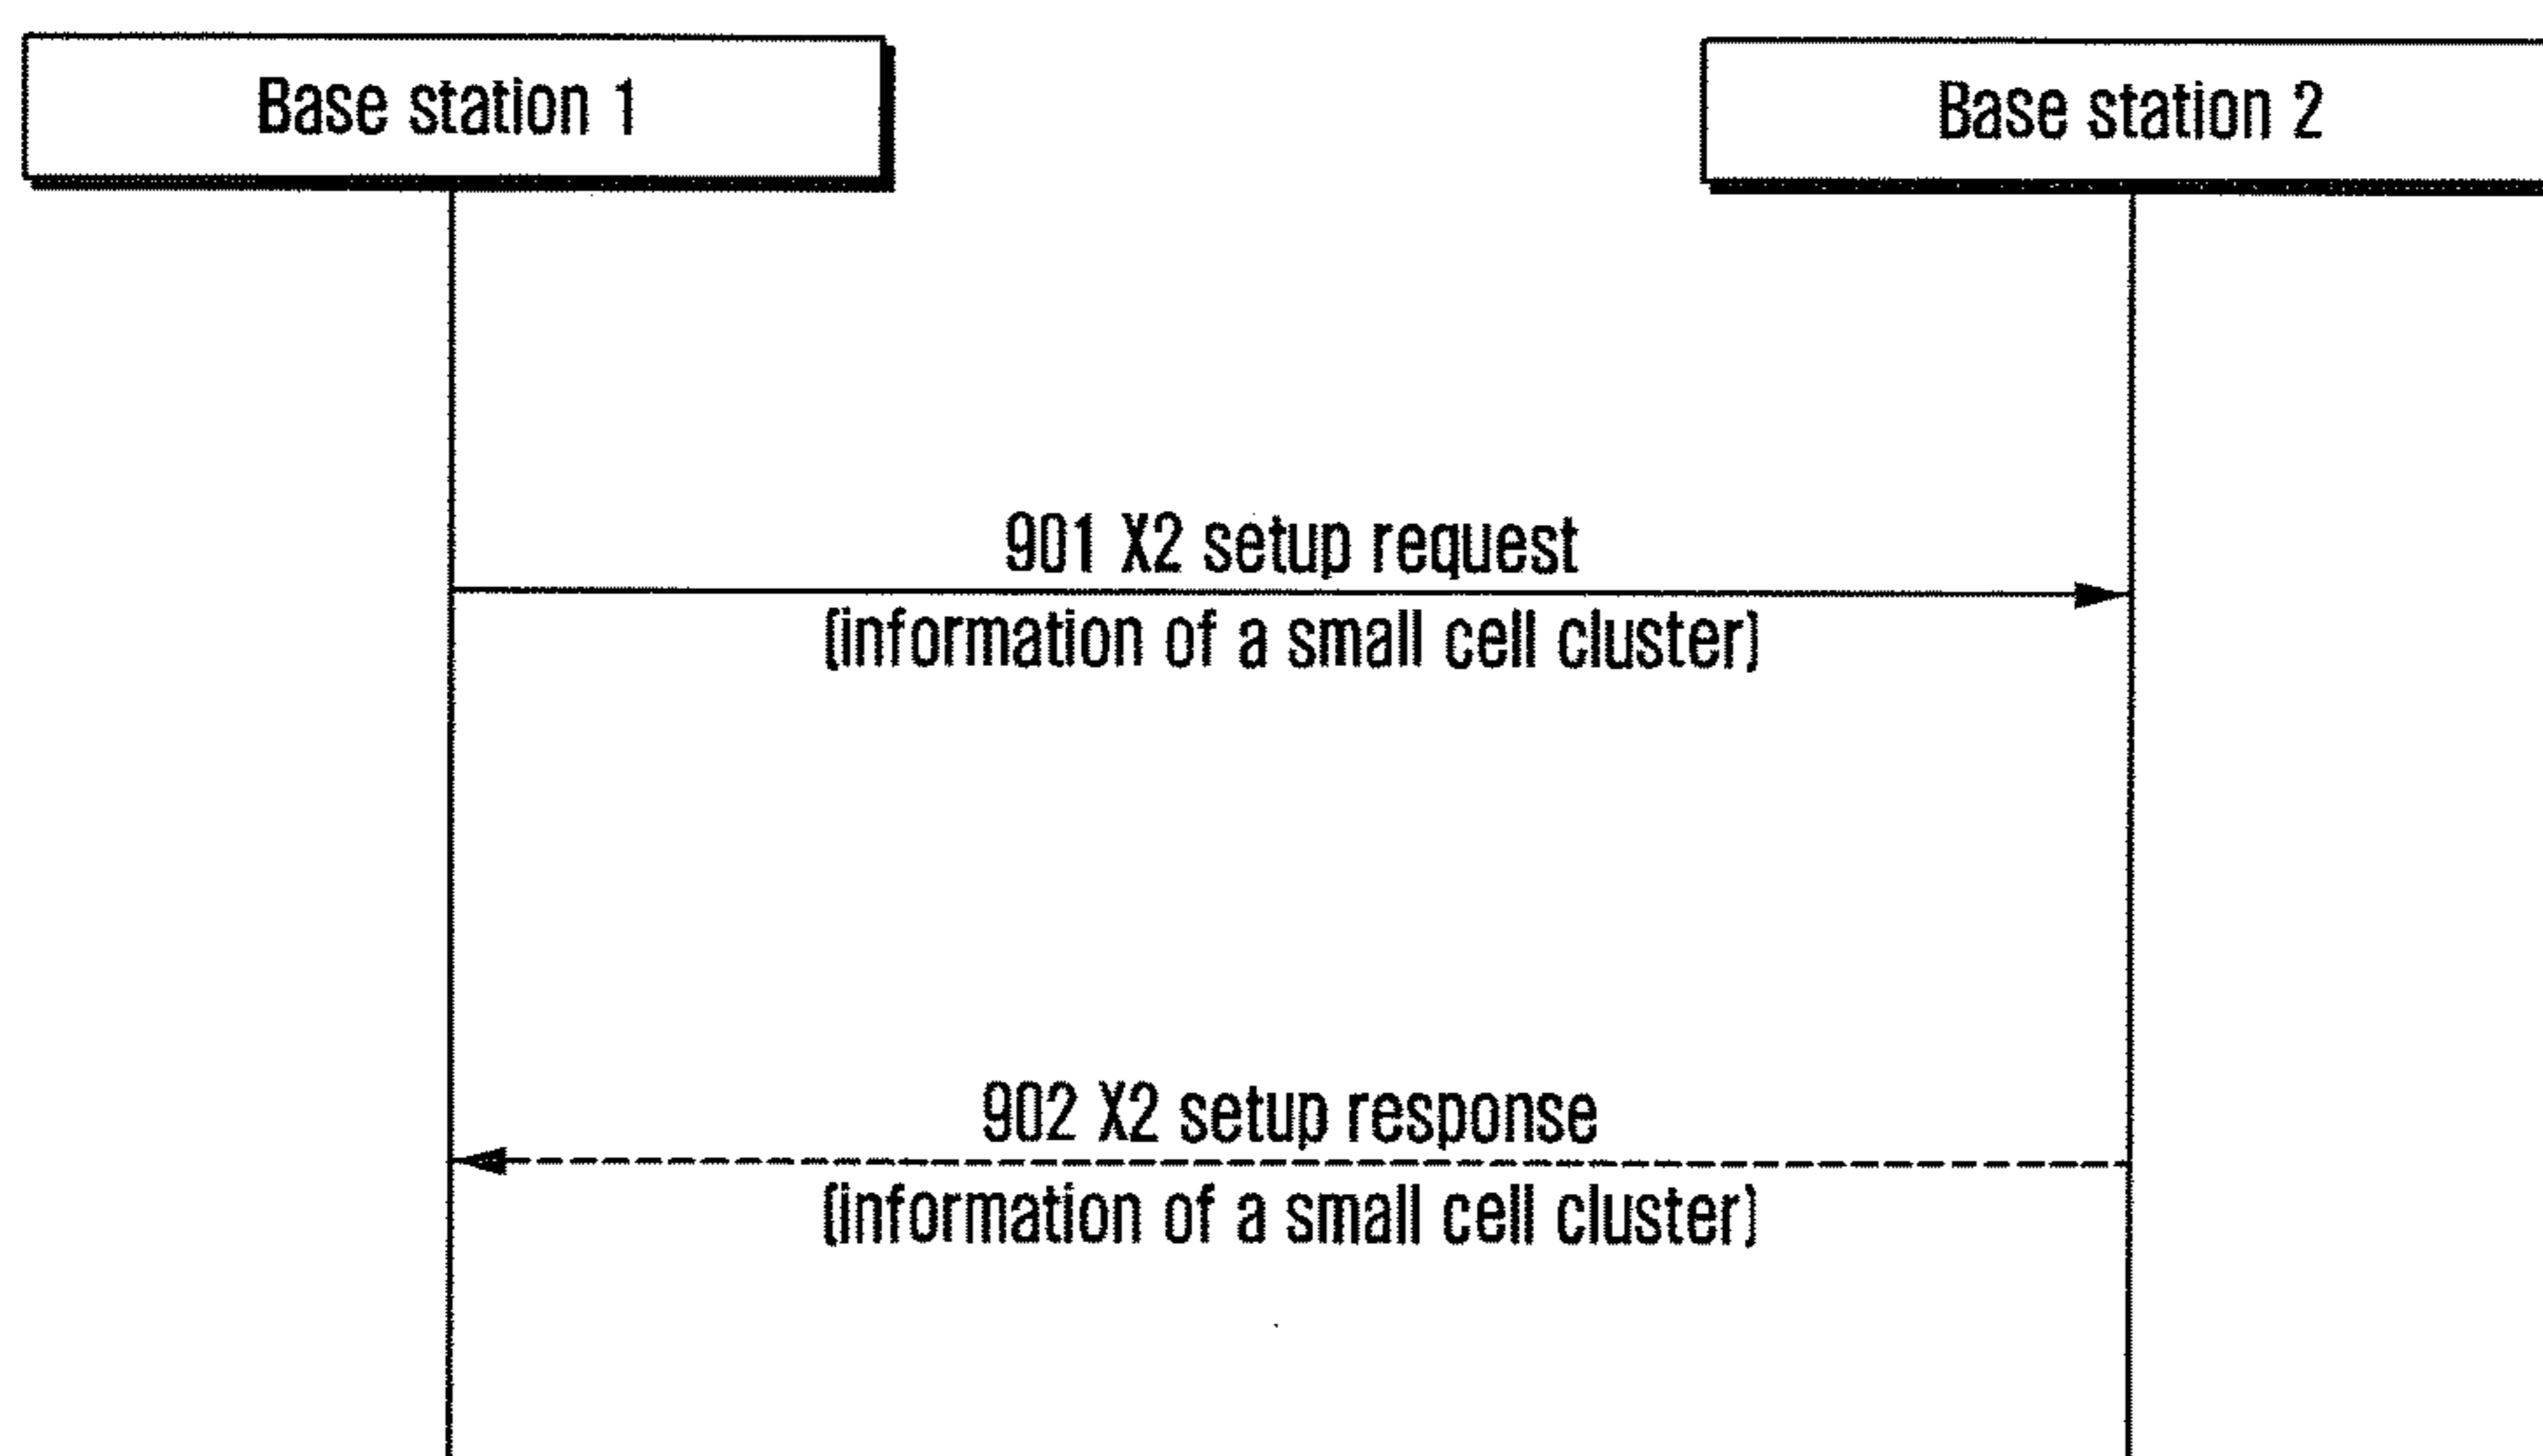 Base station 1
Base station 2
901 X2 setup request
(information of a small cell cluster)
902 X2 setup response
(information of a small cell cluster)